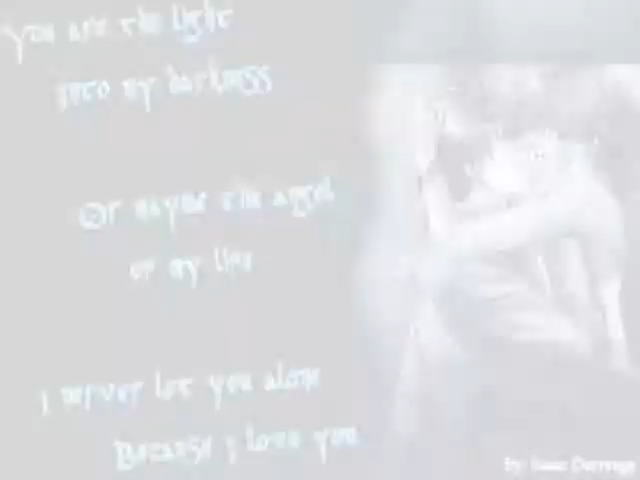 You are the light
into my darkness
Or maybe the angel
of my life
I never let you alone
Because I love you
By: